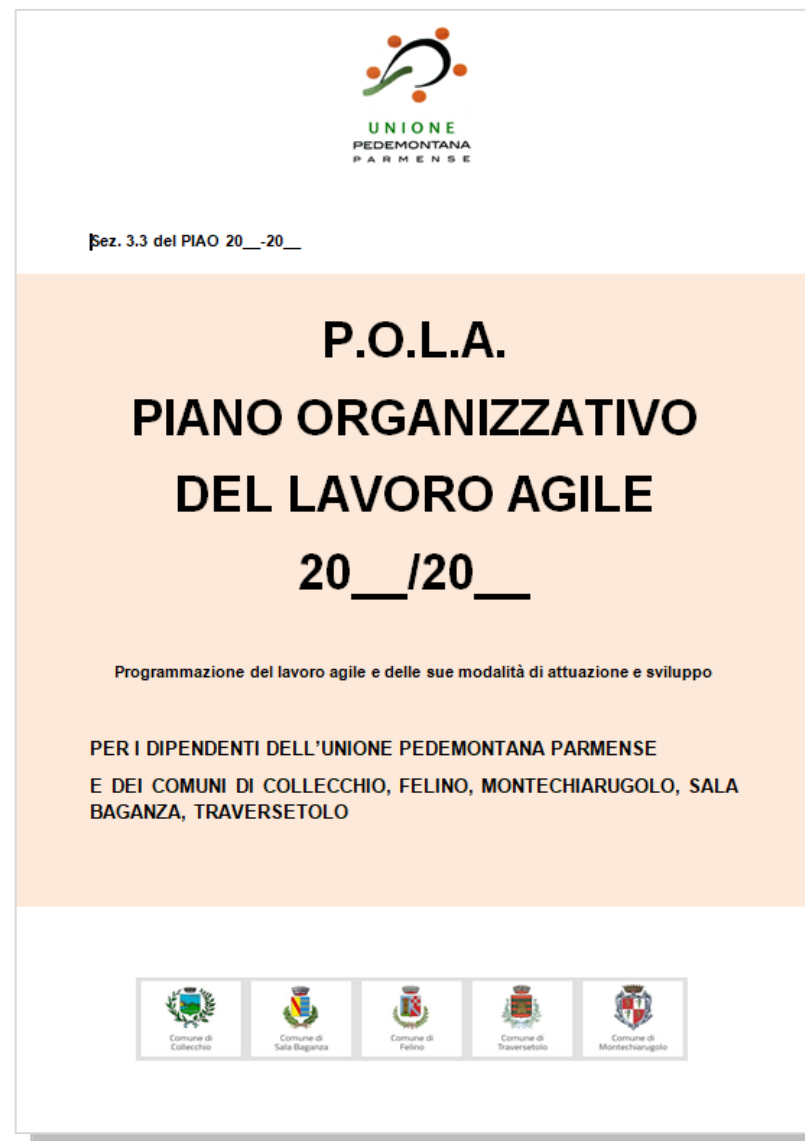 UNIONE
PEDEMONTANA
PARMENSE
Sez. 3.3 del PIAO 20__-20__
P.O.L.A.
PIANO ORGANIZZATIVO
DEL LAVORO AGILE
20__/20__
Programmazione del lavoro agile e delle sue modalità di attuazione e sviluppo
PER I DIPENDENTI DELL’UNIONE PEDEMONTANA PARMENSE
E DEI COMUNI DI COLLECCHIO, FELINO, MONTECHIARUGOLO, SALA
BAGANZA, TRAVERSETOLO
Comune di
Collecchio
Comune di
Sala Baganza
Comune di
Felino
Comune di
Traversetolo
Comune di
Montechiarugolo